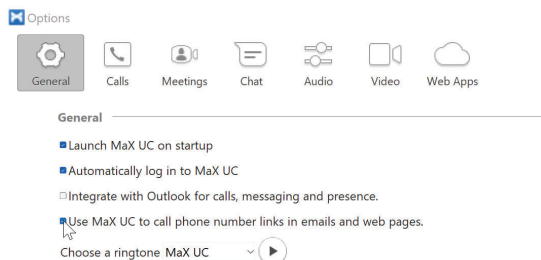 Options
General Calls Meetings Chat Audio Video Web Apps
General
Launch MaX UC on startup
Automatically log in to MaX UC
Integrate with Outlook for calls, messaging and presence.
Use MaX UC to call phone number links in emails and web pages.
Choose a ringtone MaX UC